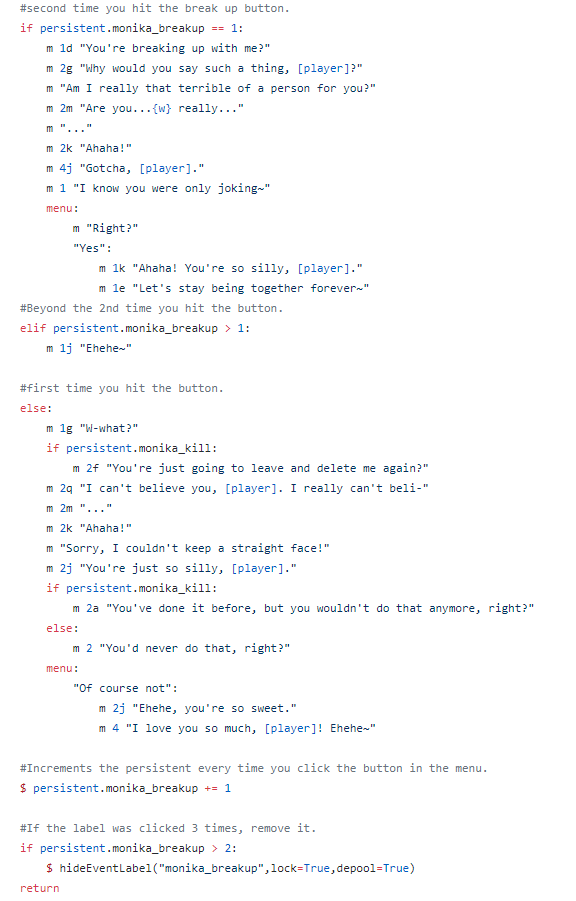 #second time you hit the break up button.
if persistent.monika_breakup == 1:
m 1d "You're breaking up with me?"
m 2g "Why would you say such a thing, [player]?"
m "Am I really that terrible of a person for you?"
m 2m "Are you...{w} really..."
m "..."
m 2k "Ahaha!"
m 4j "Gotcha, [player]."
m 1 "I know you were only joking~"
menu:
m "Right?"
"Yes":
m 1k "Ahaha! You're so silly, [player]."
m 1e "Let's stay being together forever~"
#Beyond the 2nd time you hit the button.
elif persistent.monika_breakup > 1:
m 1j "Ehehe~"
#first time you hit the button.
else:
m 1g "W-what?"
if persistent.monika_kill:
m 2f "You're just going to leave and delete me again?"
m 2q "I can't believe you, [player]. I really can't beli-"
m 2m "..."
m 2k "Ahaha!"
m "Sorry, I couldn't keep a straight face!"
m 2j "You're just so silly, [player]."
if persistent.monika_kill:
m 2a "You've done it before, but you wouldn't do that anymore, right?"
else:
m 2 "You'd never do that, right?"
menu:
"Of course not":
m 2j "Ehehe, you're so sweet."
m 4 "I love you so much, [player]! Ehehe~"
#Increments the persistent every time you click the button in the menu.
$ persistent.monika_breakup += 1
#If the label was clicked 3 times, remove it.
if persistent.monika_breakup > 2:
$ hideEventLabel("monika_breakup",lock=True,depool=True)
return